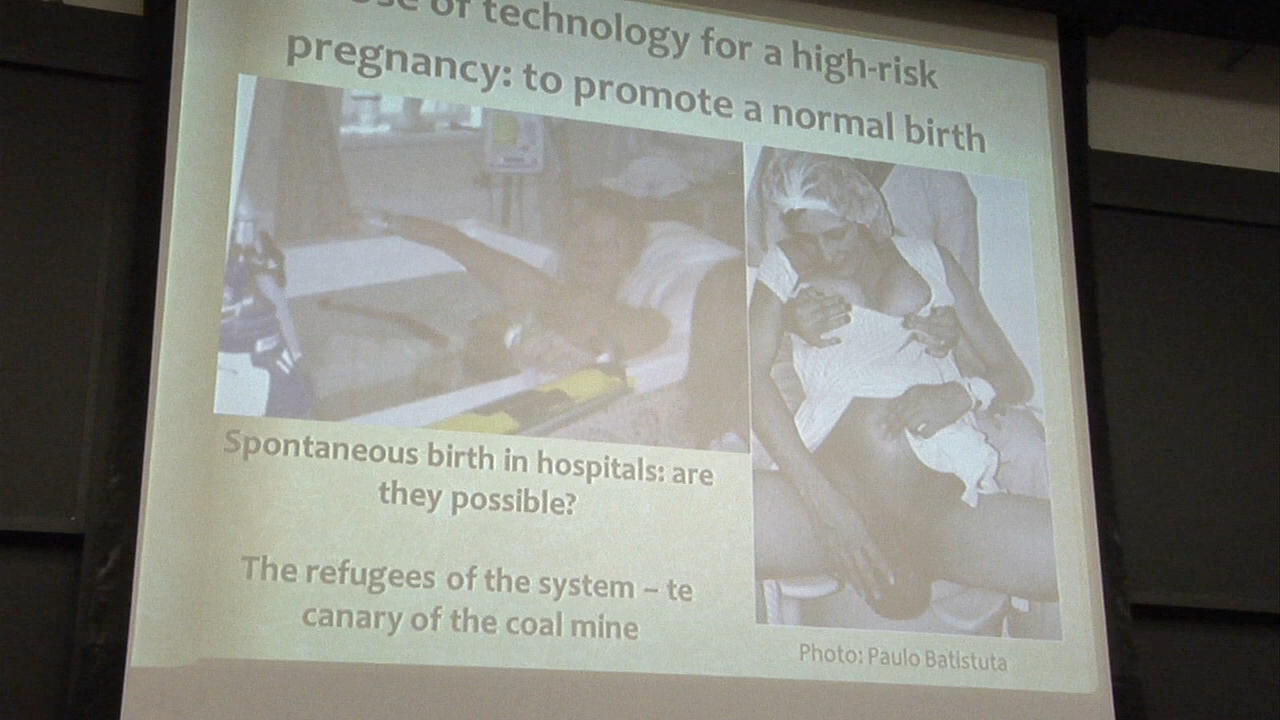 of technology for a high-risk
pregnancy: to promote a normal birth
Spontaneous birth in hospitals: are
they possible?
The refugees of the system – te
canary of the coal mine
Photo: Paulo Batistuta